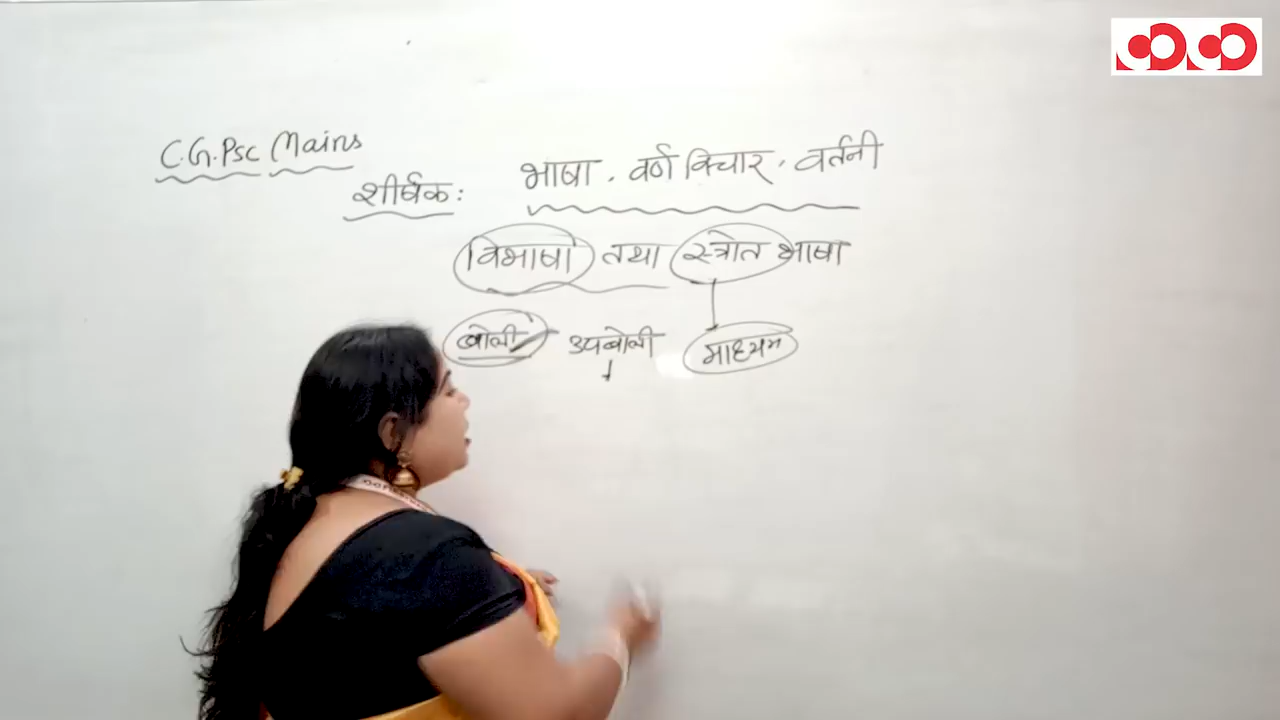 C.G.Psc Mains
शीर्षक: भाषा, वर्ण विचार, वर्तनी
विभाषा तथा स्त्रोत भाषा
बोली उपबोली माध्यम